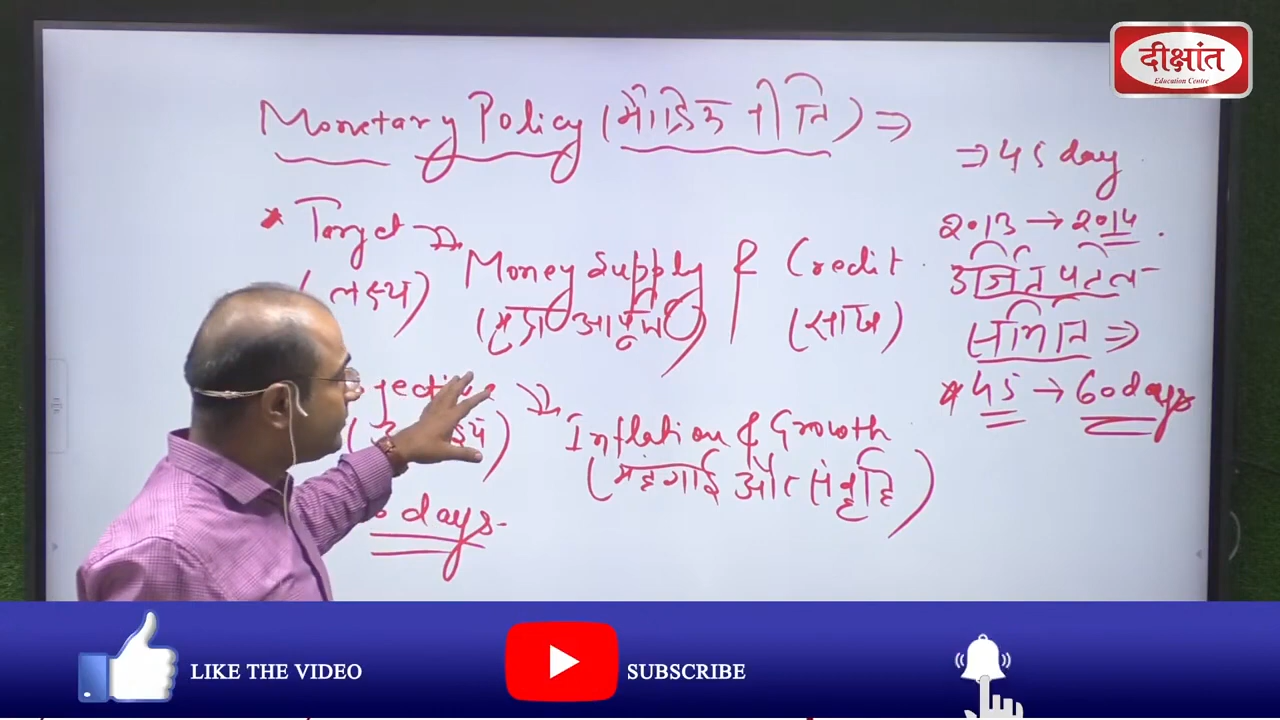 दीक्षांत
Education Centre
Monetary Policy (मौद्रिक नीति) ⇒
* Target → Money Supply & Credit
(लक्ष्य) (मुद्रा आपूर्ति) (साख)
→ Inflation & Growth
(महंगाई और संवृद्धि)
days
⇒ 45 day
2013 → 2014
उर्जित पटेल
समिति ⇒
* 45 → 60 days
LIKE THE VIDEO
SUBSCRIBE